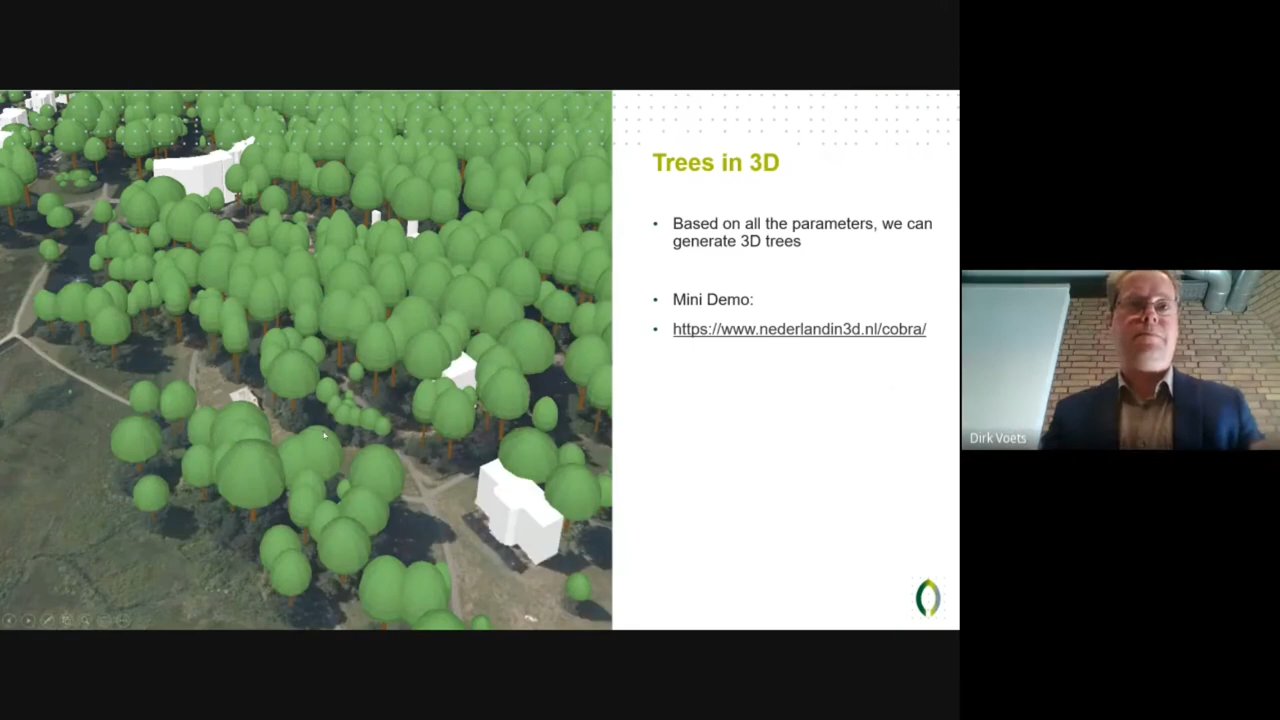 Trees in 3D
• Based on all the parameters, we can
generate 3D trees
• Mini Demo:
• https://www.nederlandin3d.nl/cobra/
Dirk Voets